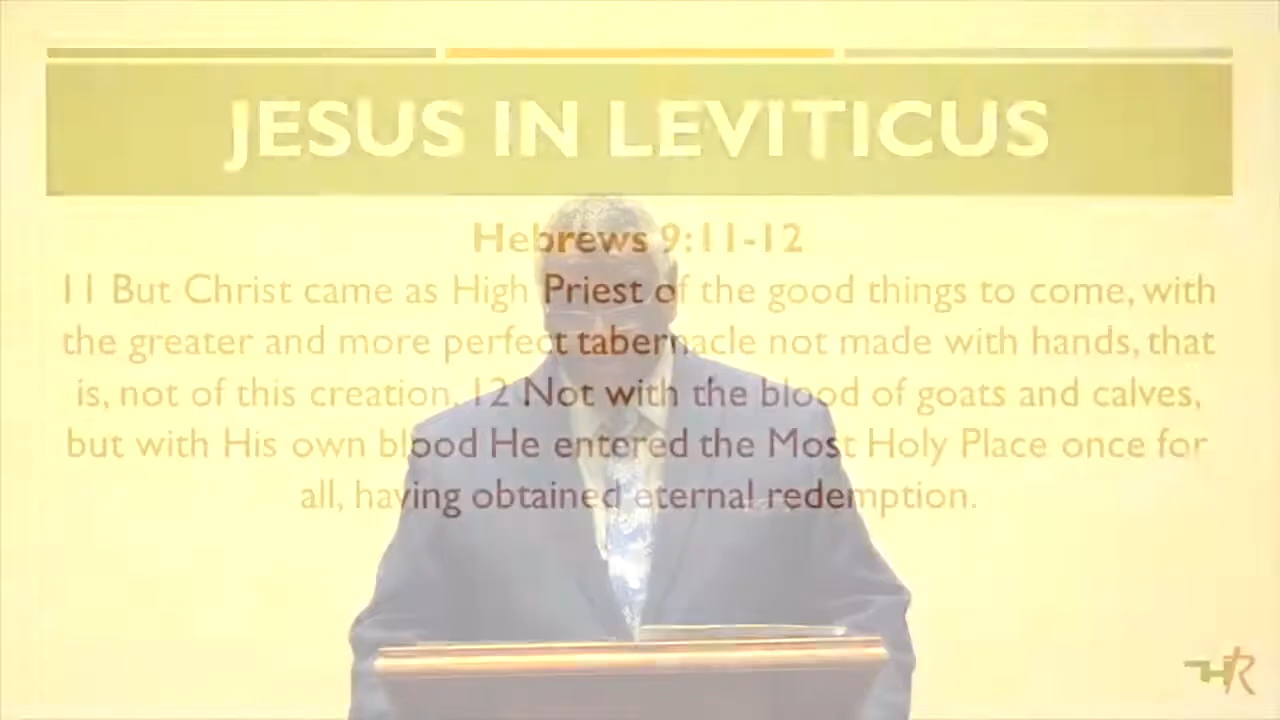 JESUS IN LEVITICUS
Hebrews 9:11-12
11 But Christ came as High Priest of the good things to come, with
the greater and more perfect tabernacle not made with hands, that
is, not of this creation. 12 Not with the blood of goats and calves,
but with His own blood He entered the Most Holy Place once for
all, having obtained eternal redemption.
HR